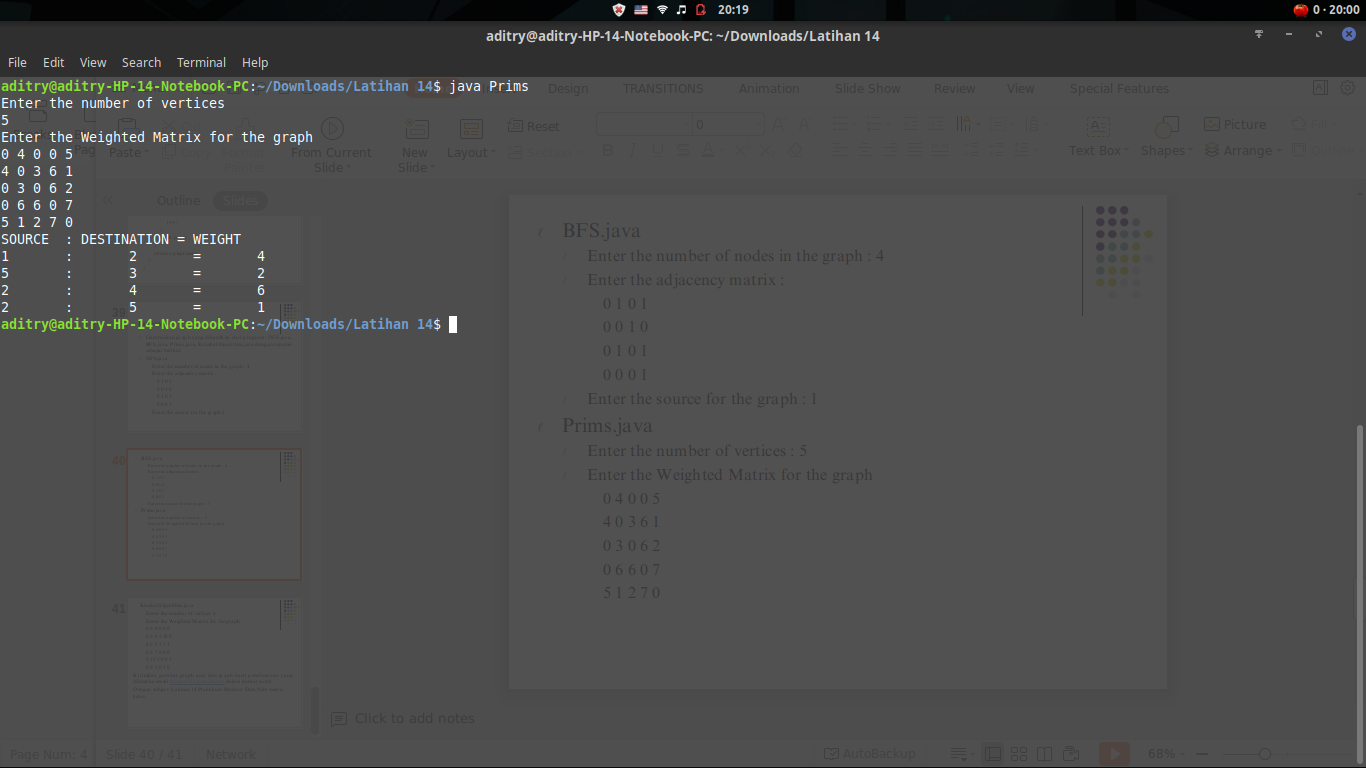 20:19
0 · 20:00
aditry@aditry-HP-14-Notebook-PC: ~/Downloads/Latihan 14
File Edit View Search Terminal Help
aditry@aditry-HP-14-Notebook-PC:~/Downloads/Latihan 14$ java Prims
Enter the number of vertices
5
Enter the Weighted Matrix for the graph
0 4 0 0 5
4 0 3 6 1
0 3 0 6 2
0 6 6 0 7
5 1 2 7 0
SOURCE : DESTINATION = WEIGHT
1 : 2 = 4
5 : 3 = 2
2 : 4 = 6
2 : 5 = 1
aditry@aditry-HP-14-Notebook-PC:~/Downloads/Latihan 14$
Design TRANSITIONS Animation Slide Show Review View Special Features
Paste
From Current
Slide
New
Slide
Layout
Reset
0
Text Box
Shapes
Picture
Arrange
Outline Slides
40
41
BFS.java
Enter the number of nodes in the graph : 4
Enter the adjacency matrix :
0 1 0 1
0 0 1 0
0 1 0 1
0 0 0 1
Enter the source for the graph : 1
Prims.java
Enter the number of vertices : 5
Enter the Weighted Matrix for the graph
0 4 0 0 5
4 0 3 6 1
0 3 0 6 2
0 6 6 0 7
5 1 2 7 0
Click to add notes
Page Num: 4 Slide 40 / 41 Network
AutoBackup
68%